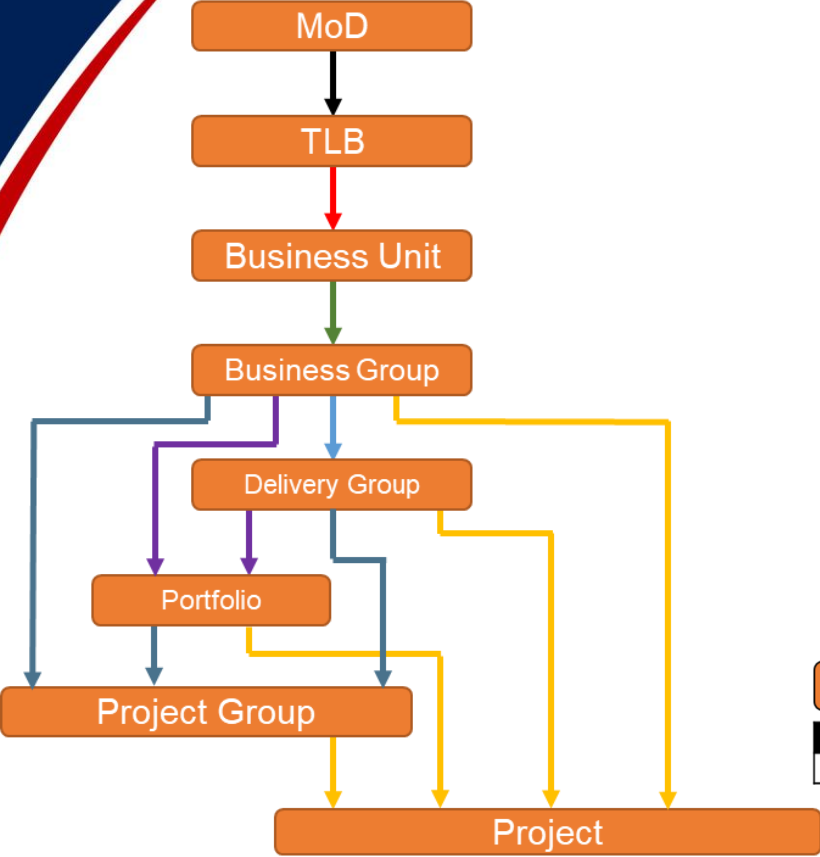 MoD
TLB
Business Unit
Business Group
Delivery Group
Portfolio
Project Group
Project